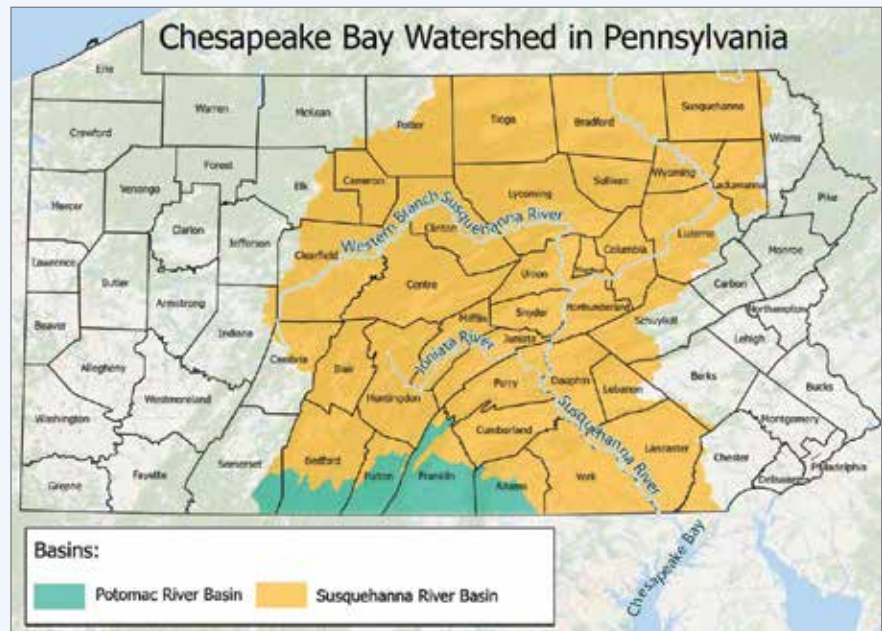 Chesapeake Bay Watershed in Pennsylvania
Erie
Crawford
Warren
McKean
Potter
Tioga
Bradford
Susquehanna
Wayne
Forest
Venango
Elk
Cameron
Mercer
Clarion
Jefferson
Lycoming
Sullivan
Wyoming
Lackawanna
Pike
Western Branch Susquehanna River
Clinton
Clearfield
Columbia
Luzerne
Monroe
Lawrence
Butler
Armstrong
Centre
Union
Northumberland
Carbon
Northampton
Beaver
Indiana
Snyder
Schuylkill
Lehigh
Allegheny
Cambria
Blair
Mifflin
Juniata
Juniata River
Huntingdon
Perry
Dauphin
Lebanon
Berks
Bucks
Westmoreland
Washington
Cumberland
Susquehanna River
Lancaster
Montgomery
Greene
Fayette
Somerset
Bedford
Fulton
Franklin
Adams
York
Chester
Delaware
Philadelphia
Chesapeake Bay
Basins:
Potomac River Basin
Susquehanna River Basin